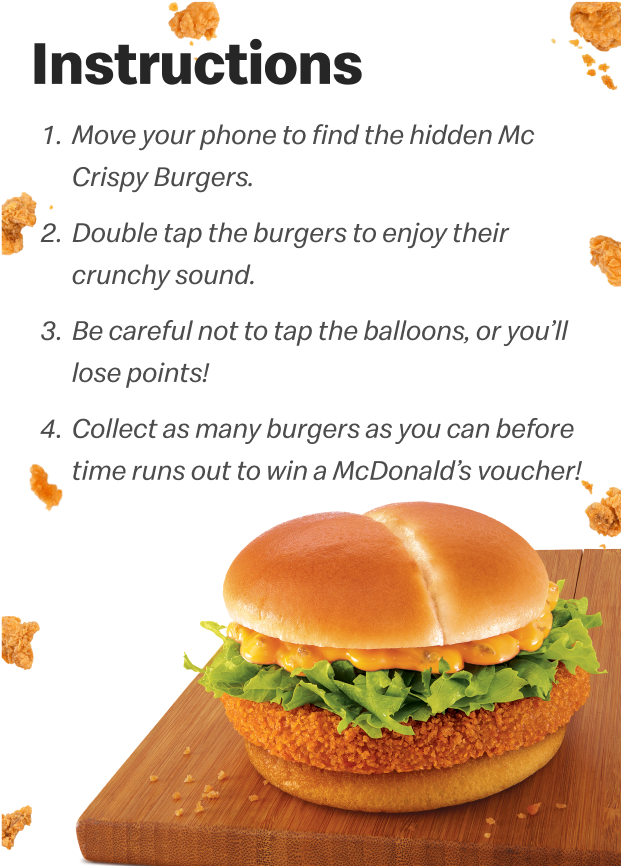 Instructions
1. Move your phone to find the hidden Mc
Crispy Burgers.
2. Double tap the burgers to enjoy their
crunchy sound.
3. Be careful not to tap the balloons, or you’ll
lose points!
4. Collect as many burgers as you can before
time runs out to win a McDonald’s voucher!